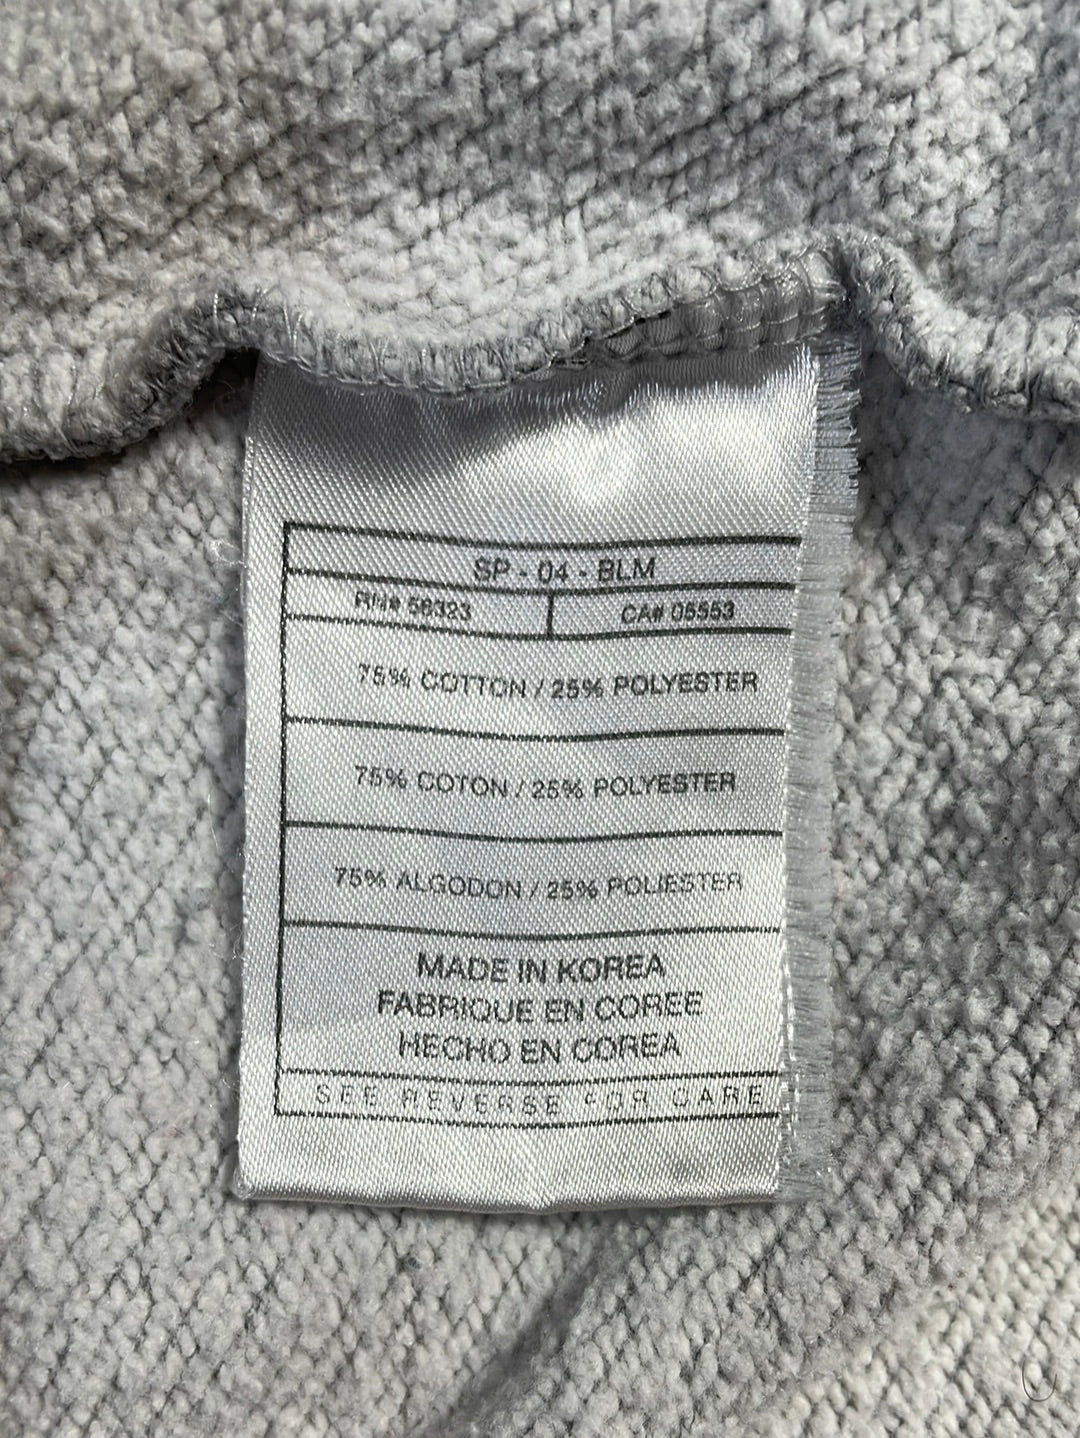 SP - 04 - BLM
RN# 56323 CA# 05553
75% COTTON / 25% POLYESTER
75% COTON / 25% POLYESTER
75% ALGODON / 25% POLIESTER
MADE IN KOREA
FABRIQUE EN COREE
HECHO EN COREA
SEE REVERSE FOR CARE